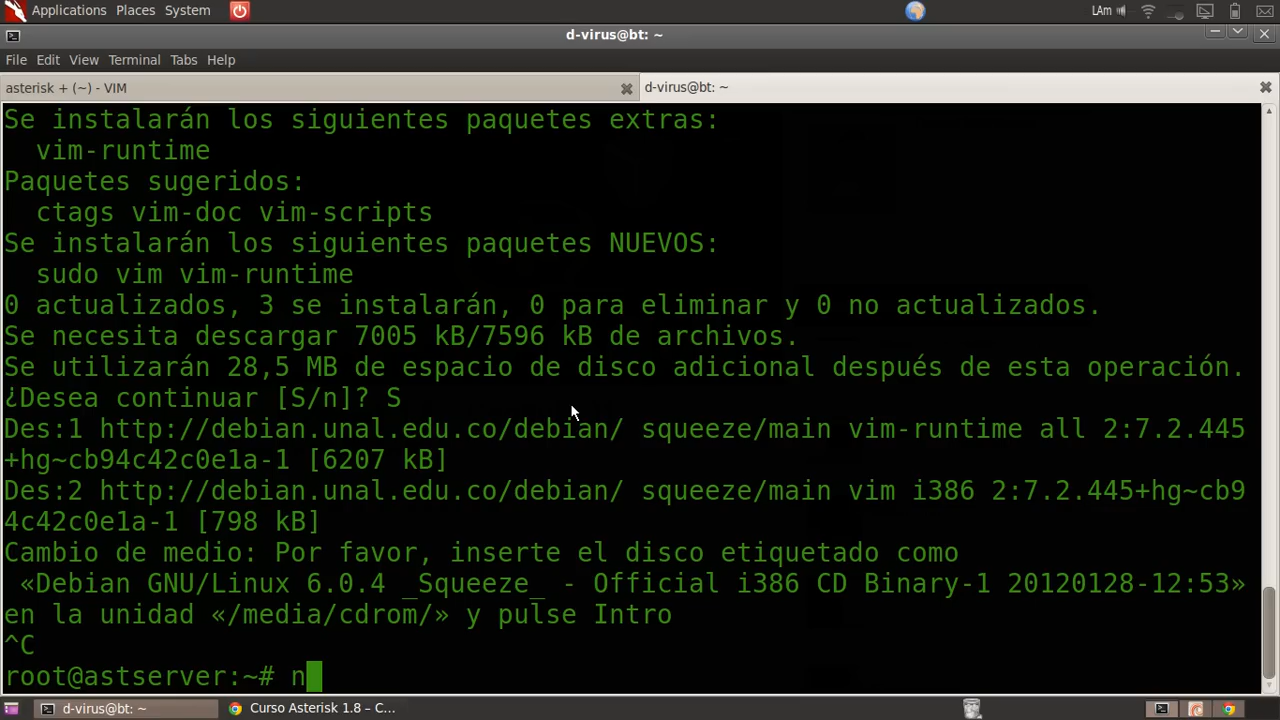 Applications Places System LAm
d-virus@bt: ~
File Edit View Terminal Tabs Help
asterisk + (~) - VIM d-virus@bt: ~
Se instalarán los siguientes paquetes extras:
vim-runtime
Paquetes sugeridos:
ctags vim-doc vim-scripts
Se instalarán los siguientes paquetes NUEVOS:
sudo vim vim-runtime
0 actualizados, 3 se instalarán, 0 para eliminar y 0 no actualizados.
Se necesita descargar 7005 kB/7596 kB de archivos.
Se utilizarán 28,5 MB de espacio de disco adicional después de esta operación.
¿Desea continuar [S/n]? S
Des:1 http://debian.unal.edu.co/debian/ squeeze/main vim-runtime all 2:7.2.445
+hg~cb94c42c0e1a-1 [6207 kB]
Des:2 http://debian.unal.edu.co/debian/ squeeze/main vim i386 2:7.2.445+hg~cb9
4c42c0e1a-1 [798 kB]
Cambio de medio: Por favor, inserte el disco etiquetado como
«Debian GNU/Linux 6.0.4 _Squeeze_ - Official i386 CD Binary-1 20120128-12:53»
en la unidad «/media/cdrom/» y pulse Intro
^C
root@astserver:~# n
d-virus@bt: ~ Curso Asterisk 1.8 – C...